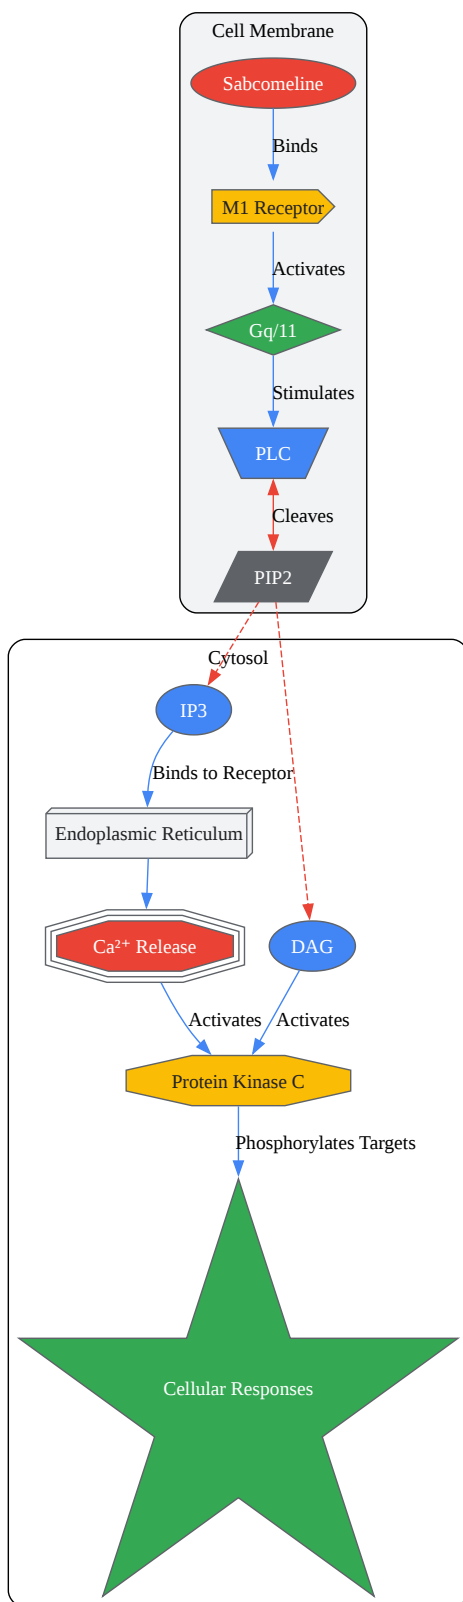 Cell Membrane
Sabcomeline
Binds
M1 Receptor
Activates
Gq/11
Stimulates
PLC
Cleaves
PIP2
Cytosol
IP3
Binds to Receptor
Endoplasmic Reticulum
Ca²⁺ Release
DAG
Activates
Activates
Protein Kinase C
Phosphorylates Targets
Cellular Responses